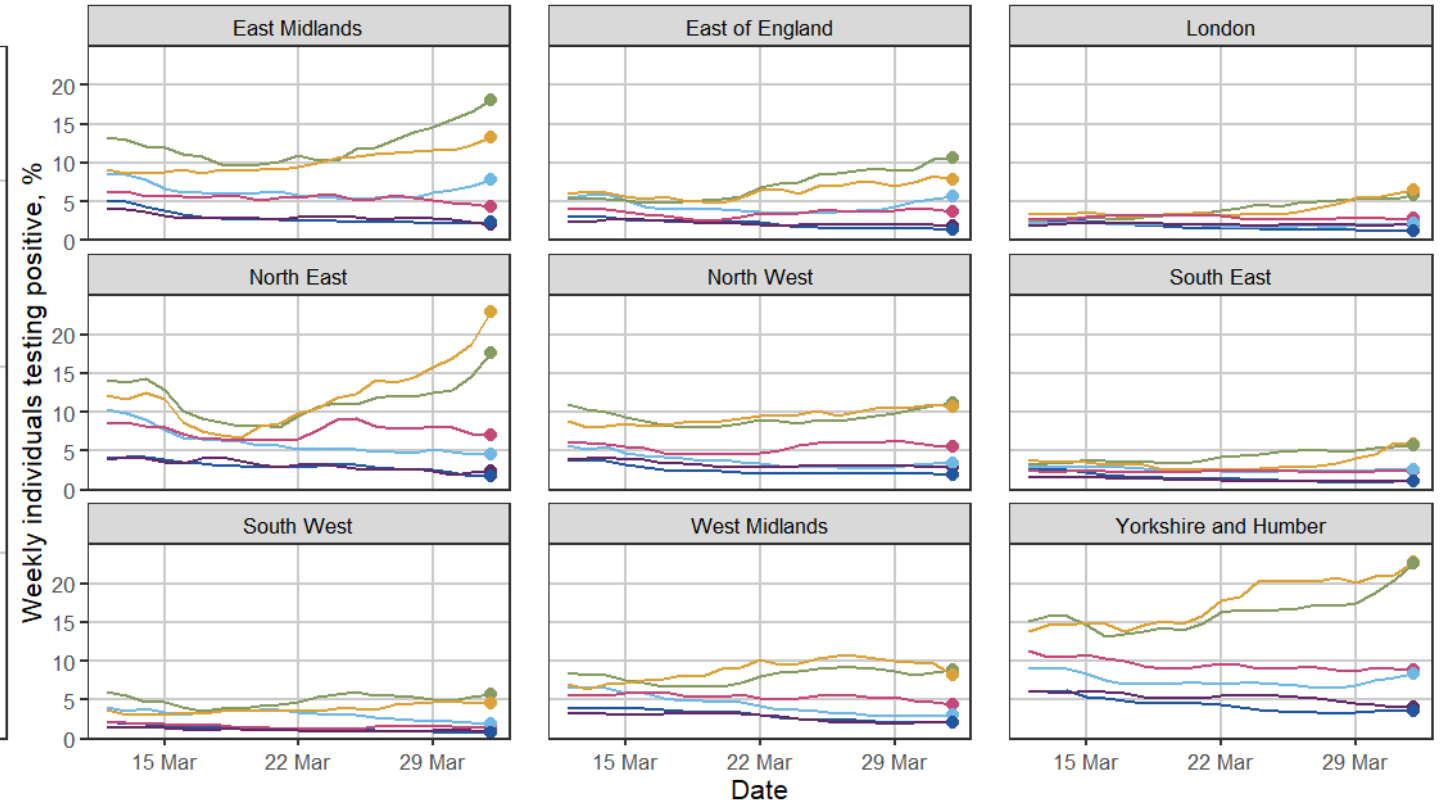 East Midlands
East of England
London
20
15
10
5
0
North East
North West
South East
20
15
10
5
0
South West
West Midlands
Yorkshire and Humber
20
15
10
5
0
Weekly individuals testing positive, %
15 Mar 22 Mar 29 Mar
15 Mar 22 Mar 29 Mar
15 Mar 22 Mar 29 Mar
Date